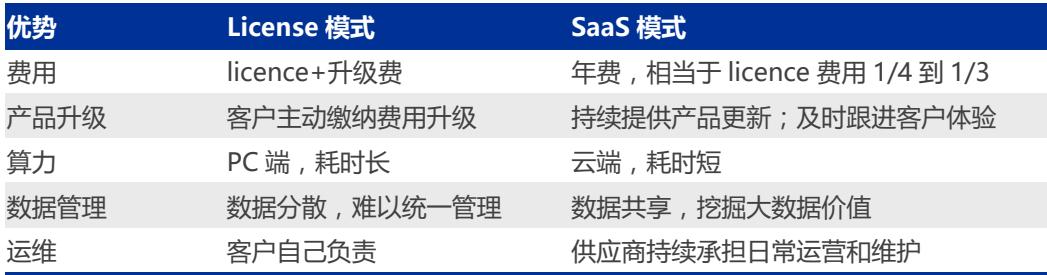 优势 License 模式 SaaS 模式
费用 licence+升级费 年费，相当于 licence 费用 1/4 到 1/3
产品升级 客户主动缴纳费用升级 持续提供产品更新；及时跟进客户体验
算力 PC 端，耗时长 云端，耗时短
数据管理 数据分散，难以统一管理 数据共享，挖掘大数据价值
运维 客户自己负责 供应商持续承担日常运营和维护